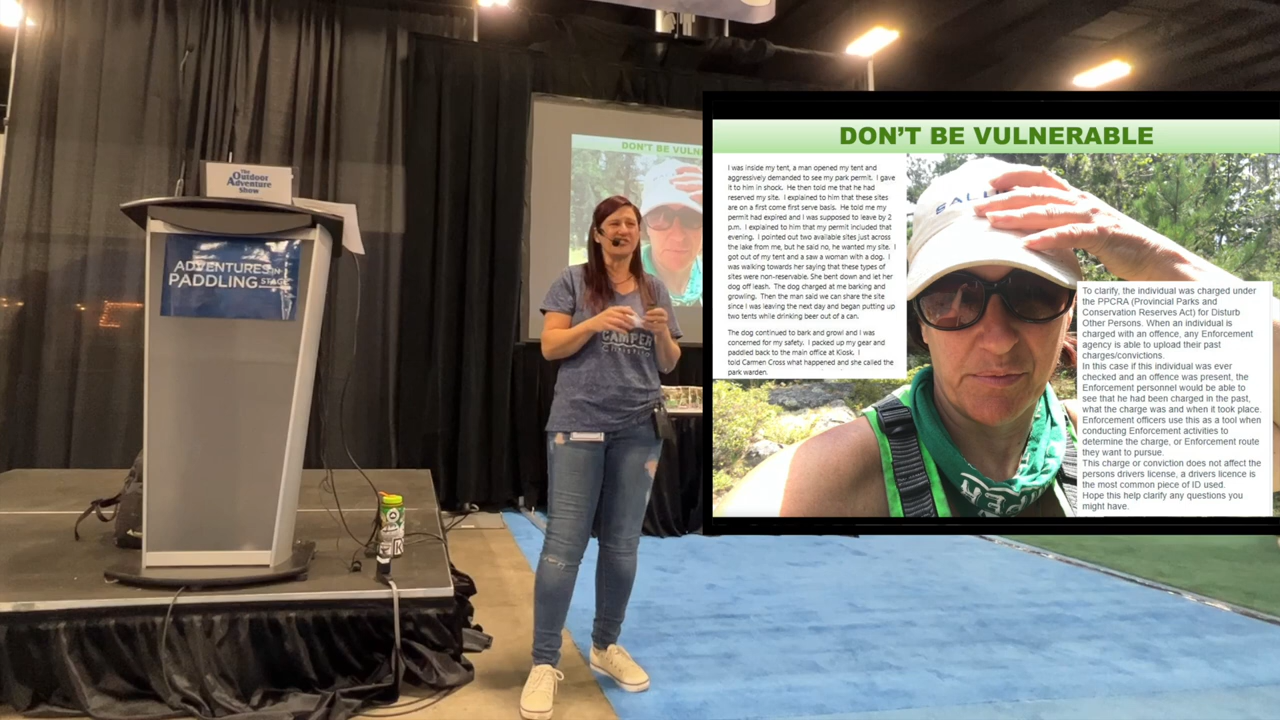 The
Outdoor
Adventure
Show
ADVENTURES IN
PADDLING STAGE
DON'T BE VULNE
CAMPER
Christina
K
DON'T BE VULNERABLE
I was inside my tent, a man opened my tent and
aggressively demanded to see my park permit. I gave
it to him in shock. He then told me that he had
reserved my site. I explained to him that these sites
are on a first come first serve basis. He told me my
permit had expired and I was supposed to leave by 2
p.m. I explained to him that my permit included that
evening. I pointed out two available sites just across
the lake from me, but he said no, he wanted my site. I
got out of my tent and a saw a woman with a dog. I
was walking towards her saying that these types of
sites were non-reservable. She bent down and let her
dog off leash. The dog charged at me barking and
growling. Then the man said we can share the site
since I was leaving the next day and began putting up
two tents while drinking beer out of a can.
The dog continued to bark and growl and I was
concerned for my safety. I packed up my gear and
paddled back to the main office at Kiosk. I
told Carmen Cross what happened and she called the
park warden.
To clarify, the individual was charged under
the PPCRA (Provincial Parks and
Conservation Reserves Act) for Disturb
Other Persons. When an individual is
charged with an offence, any Enforcement
agency is able to upload their past
charges/convictions.
In this case if this individual was ever
checked and an offence was present, the
Enforcement personnel would be able to
see that he had been charged in the past,
what the charge was and when it took place.
Enforcement officers use this as a tool when
conducting Enforcement activities to
determine the charge, or Enforcement route
they want to pursue.
This charge or conviction does not affect the
persons drivers license, a drivers licence is
the most common piece of ID used.
Hope this help clarify any questions you
might have.